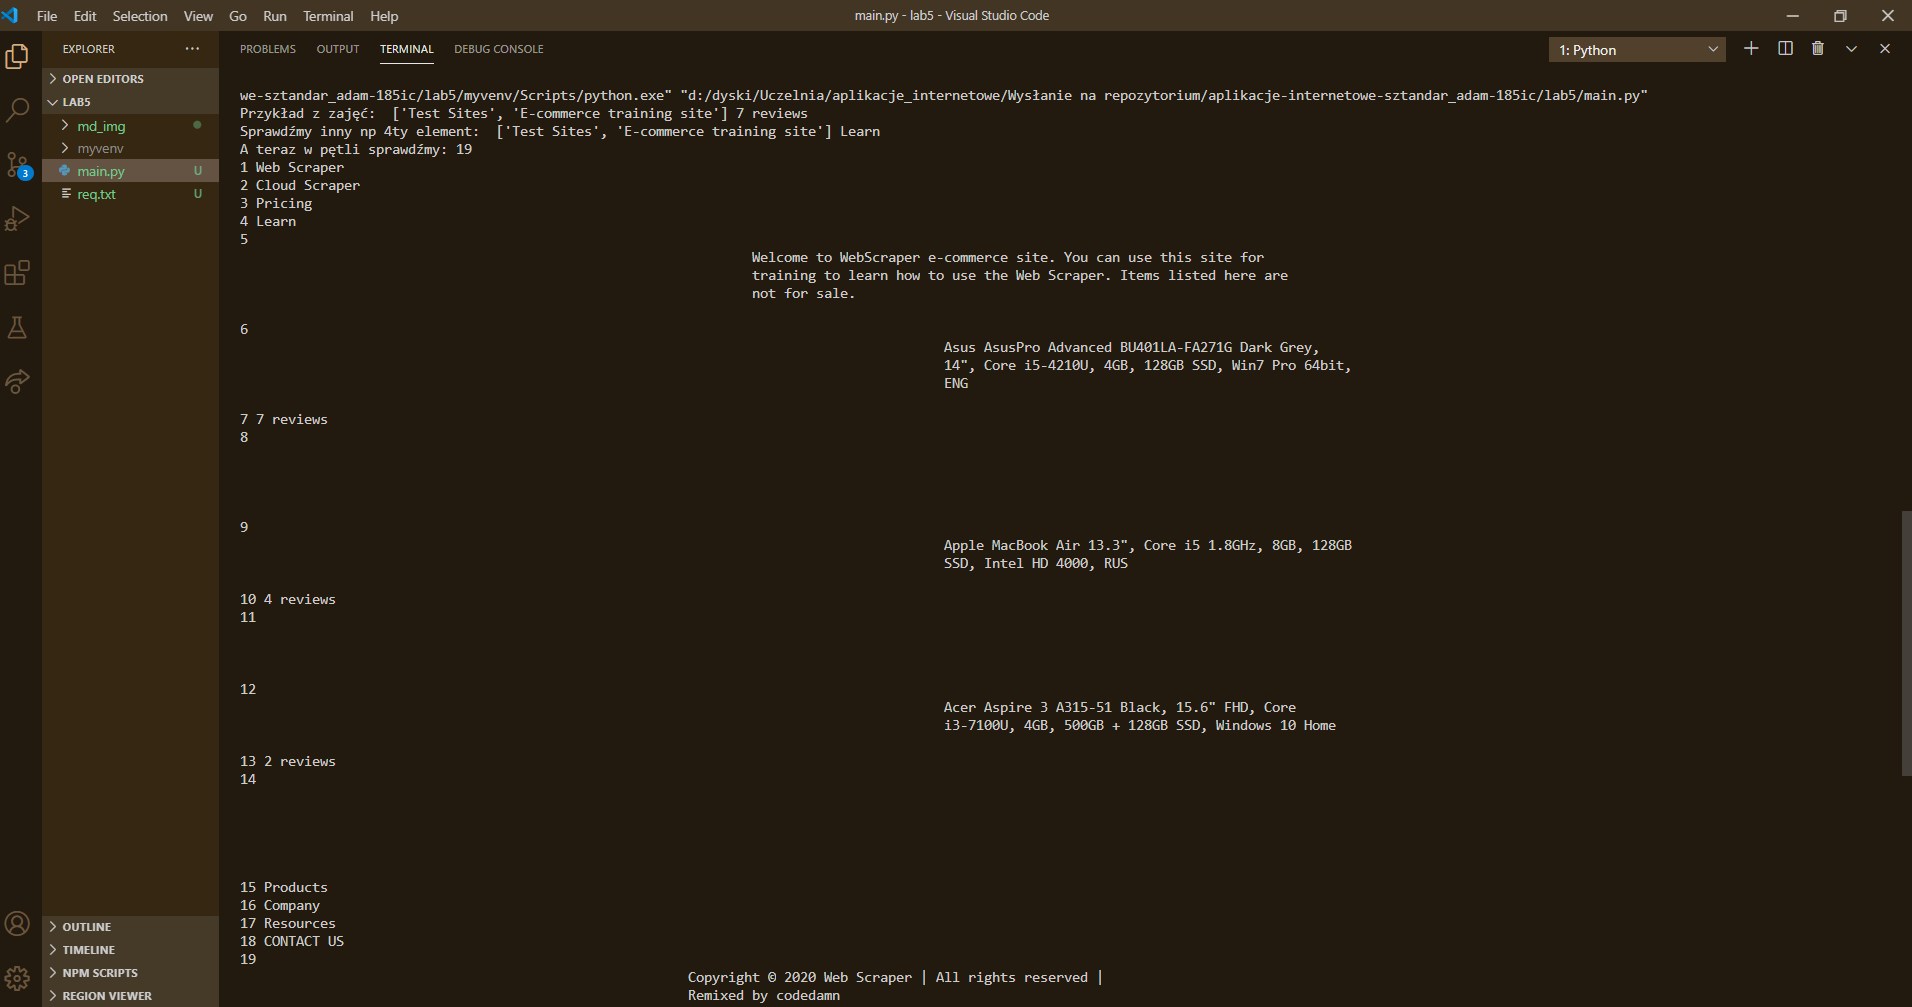 File Edit Selection View Go Run Terminal Help
main.py - lab5 - Visual Studio Code
EXPLORER
OPEN EDITORS
LAB5
md_img
myvenv
main.py U
req.txt U
3
OUTLINE
TIMELINE
NPM SCRIPTS
REGION VIEWER
PROBLEMS OUTPUT TERMINAL DEBUG CONSOLE
1: Python
we-sztandar_adam-185ic/lab5/myvenv/Scripts/python.exe" "d:/dyski/Uczelnia/aplikacje_internetowe/Wysłanie na repozytorium/aplikacje-internetowe-sztandar_adam-185ic/lab5/main.py"
Przykład z zajęć:  ['Test Sites', 'E-commerce training site'] 7 reviews
Sprawdźmy inny np 4ty element:  ['Test Sites', 'E-commerce training site'] Learn
A teraz w pętli sprawdźmy: 19
1 Web Scraper
2 Cloud Scraper
3 Pricing
4 Learn
5
Welcome to WebScraper e-commerce site. You can use this site for
training to learn how to use the Web Scraper. Items listed here are
not for sale.
6
Asus AsusPro Advanced BU401LA-FA271G Dark Grey,
14", Core i5-4210U, 4GB, 128GB SSD, Win7 Pro 64bit,
ENG
7 7 reviews
8
9
Apple MacBook Air 13.3", Core i5 1.8GHz, 8GB, 128GB
SSD, Intel HD 4000, RUS
10 4 reviews
11
12
Acer Aspire 3 A315-51 Black, 15.6" FHD, Core
i3-7100U, 4GB, 500GB + 128GB SSD, Windows 10 Home
13 2 reviews
14
15 Products
16 Company
17 Resources
18 CONTACT US
19
Copyright © 2020 Web Scraper | All rights reserved |
Remixed by codedamn